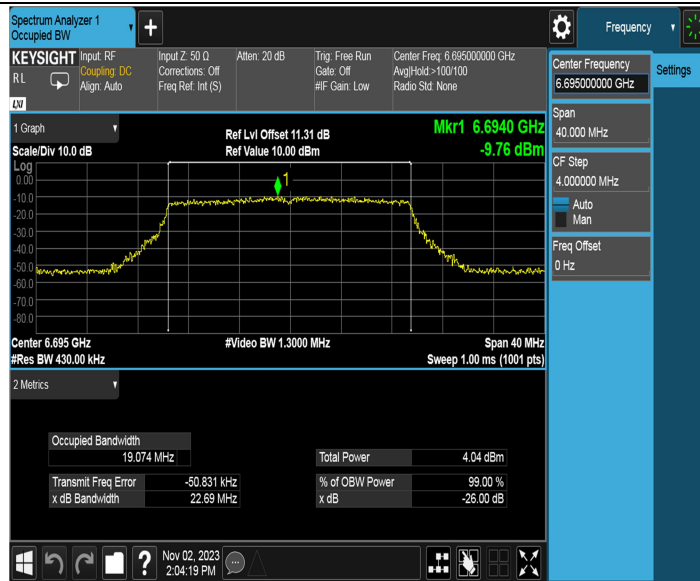 Spectrum Analyzer 1
Occupied BW
+
Frequency
KEYSIGHT
RL
LXI
Input: RF
Coupling: DC
Align: Auto
Input Z: 50 Ω
Corrections: Off
Freq Ref: Int (S)
Atten: 20 dB
Trig: Free Run
Gate: Off
#IF Gain: Low
Center Freq: 6.695000000 GHz
Avg|Hold:>100/100
Radio Std: None
Center Frequency
6.695000000 GHz
Settings
Span
40.000 MHz
CF Step
4.000000 MHz
Auto
Man
Freq Offset
0 Hz
1 Graph
Scale/Div 10.0 dB
Ref Lvl Offset 11.31 dB
Ref Value 10.00 dBm
Mkr1 6.6940 GHz
-9.76 dBm
Log
0.00
-10.0
-20.0
-30.0
-40.0
-50.0
-60.0
-70.0
-80.0
1
Center 6.695 GHz
#Res BW 430.00 kHz
#Video BW 1.3000 MHz
Span 40 MHz
Sweep 1.00 ms (1001 pts)
2 Metrics
Occupied Bandwidth
19.074 MHz
Total Power 4.04 dBm
Transmit Freq Error -50.831 kHz
% of OBW Power 99.00 %
x dB Bandwidth 22.69 MHz
x dB -26.00 dB
?
Nov 02, 2023
2:04:19 PM